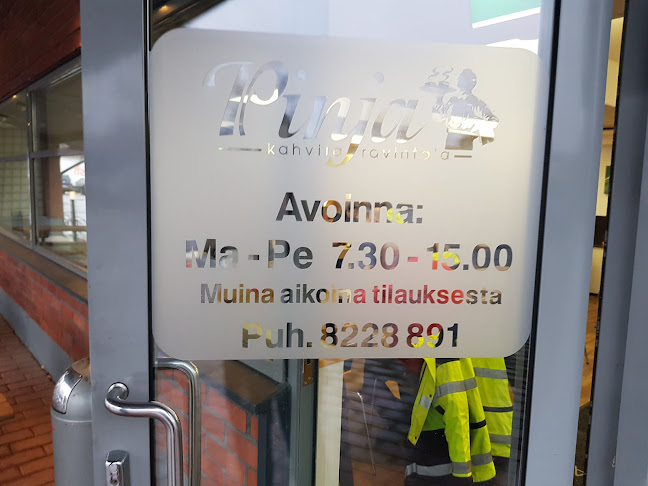 Pinja
kahvila ravintola
Avoinna:
Ma - Pe 7.30 - 15.00
Muina aikoina tilauksesta
Puh. 8228 891